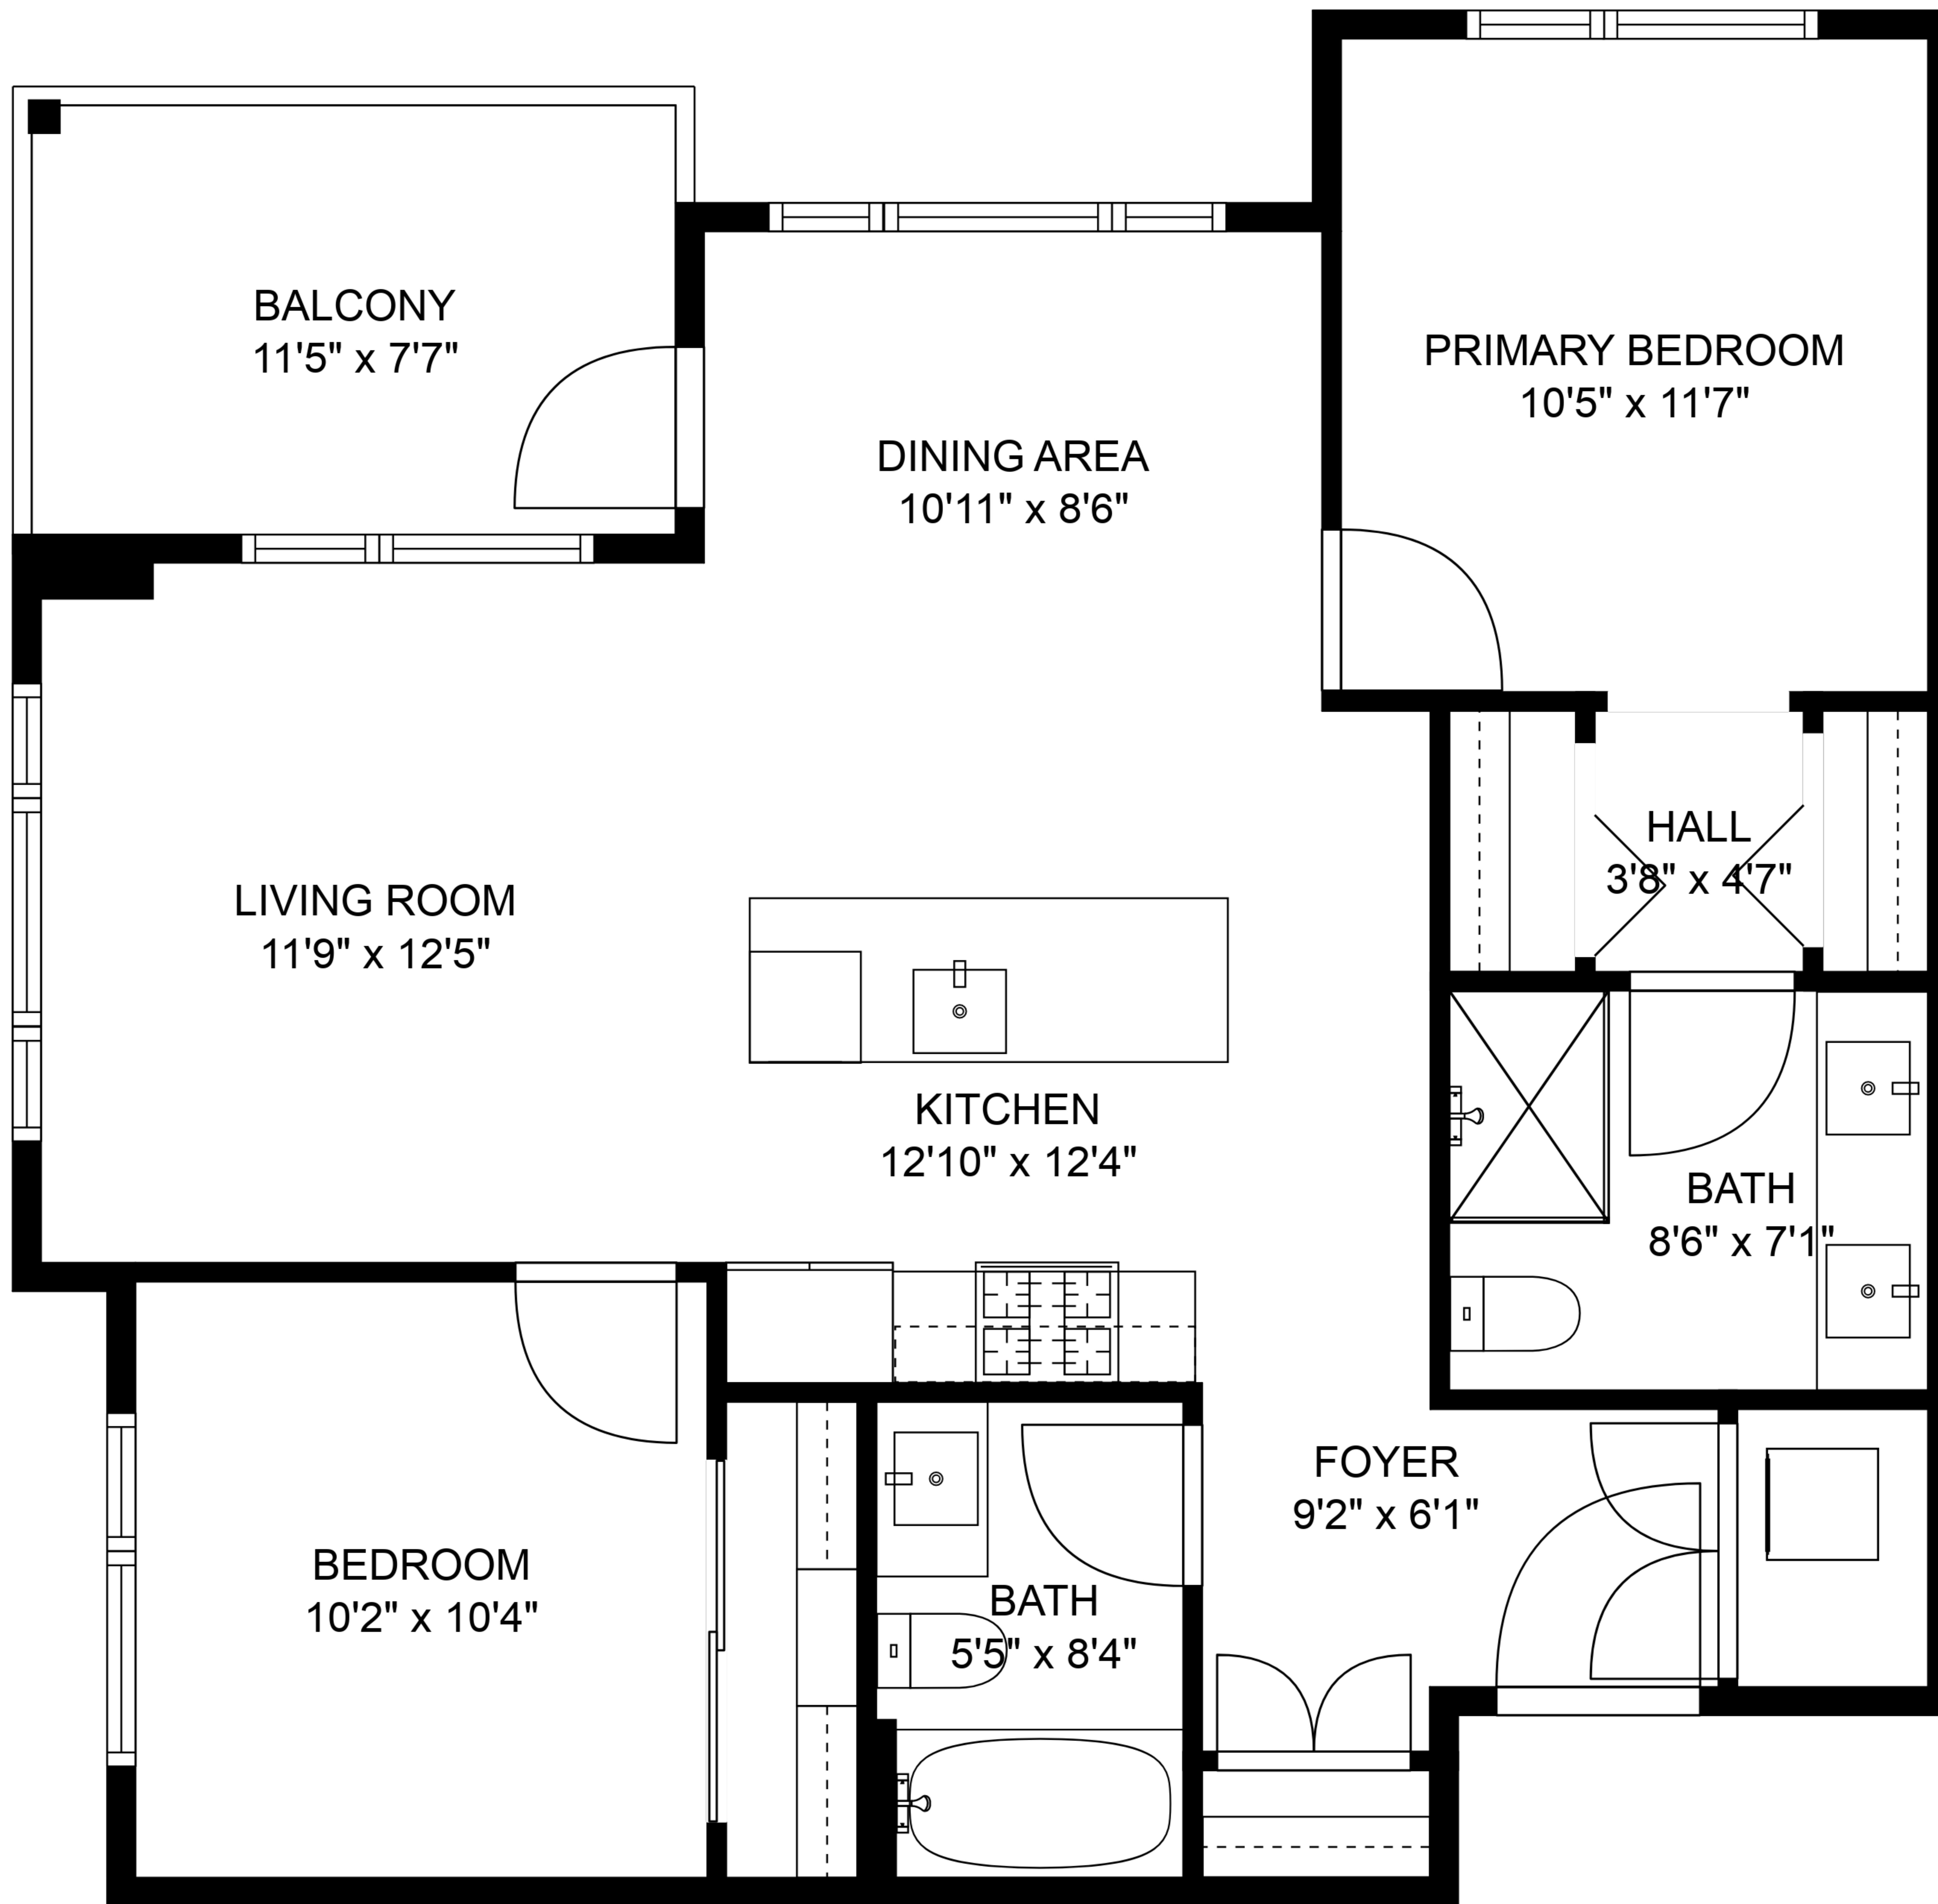 BALCONY
11'5" x 7'7"
PRIMARY BEDROOM
10'5" x 11'7"
DINING AREA
10'11" x 8'6"
HALL
3'8" x 4'7"
LIVING ROOM
11'9" x 12'5"
KITCHEN
12'10" x 12'4"
BATH
8'6" x 7'1"
FOYER
9'2" x 6'1"
BEDROOM
10'2" x 10'4"
BATH
5'5" x 8'4"